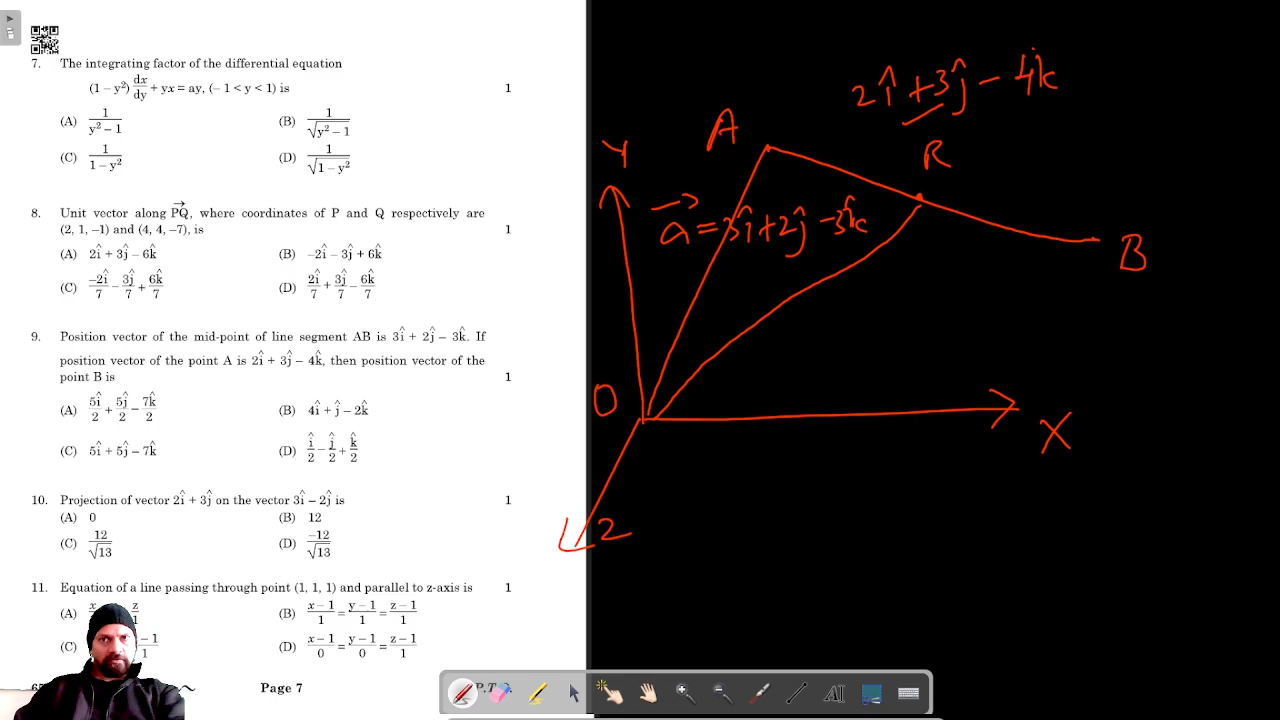 7. The integrating factor of the differential equation
(1 – y²) dx/dy + yx = ay, (– 1 < y < 1) is 1
(A) 1/(y² – 1) (B) 1/√(y² – 1)
(C) 1/(1 – y²) (D) 1/√(1 – y²)
8. Unit vector along PQ⃗, where coordinates of P and Q respectively are
(2, 1, –1) and (4, 4, –7), is 1
(A) 2î + 3ĵ – 6k̂ (B) –2î – 3ĵ + 6k̂
(C) –2î/7 – 3ĵ/7 + 6k̂/7 (D) 2î/7 + 3ĵ/7 – 6k̂/7
9. Position vector of the mid-point of line segment AB is 3î + 2ĵ – 3k̂. If
position vector of the point A is 2î + 3ĵ – 4k̂, then position vector of the
point B is 1
(A) 5î/2 + 5ĵ/2 – 7k̂/2 (B) 4î + ĵ – 2k̂
(C) 5î + 5ĵ – 7k̂ (D) î/2 – ĵ/2 + k̂/2
10. Projection of vector 2î + 3ĵ on the vector 3î – 2ĵ is 1
(A) 0 (B) 12
(C) 12/√13 (D) –12/√13
11. Equation of a line passing through point (1, 1, 1) and parallel to z-axis is 1
(A) (B) (x – 1)/1 = (y – 1)/1 = (z – 1)/1
(C) (D) (x – 1)/0 = (y – 1)/0 = (z – 1)/1
Page 7 P.T.O.
2î + 3ĵ – 4k̂
A
R
Y
a⃗ = 3î + 2ĵ – 3k̂
B
O
X
Z
AI